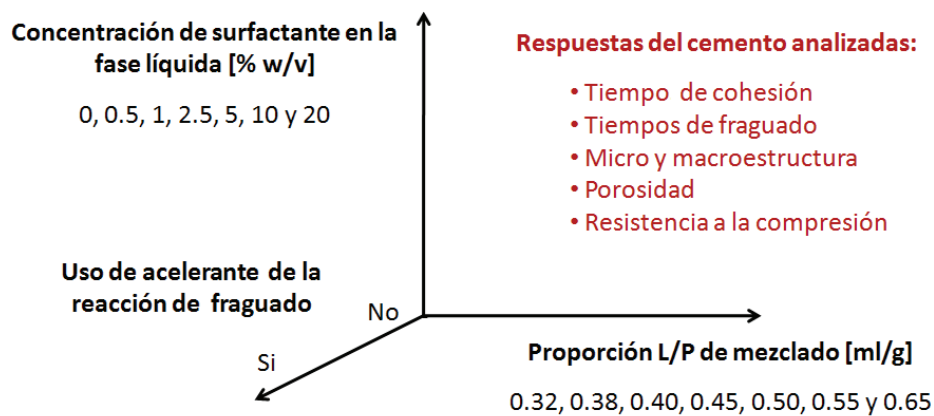 Concentración de surfactante en la
fase líquida [% w/v]
0, 0.5, 1, 2.5, 5, 10 y 20
Respuestas del cemento analizadas:
• Tiempo de cohesión
• Tiempos de fraguado
• Micro y macroestructura
• Porosidad
• Resistencia a la compresión
Uso de acelerante de la
reacción de fraguado
No
Si
Proporción L/P de mezclado [ml/g]
0.32, 0.38, 0.40, 0.45, 0.50, 0.55 y 0.65